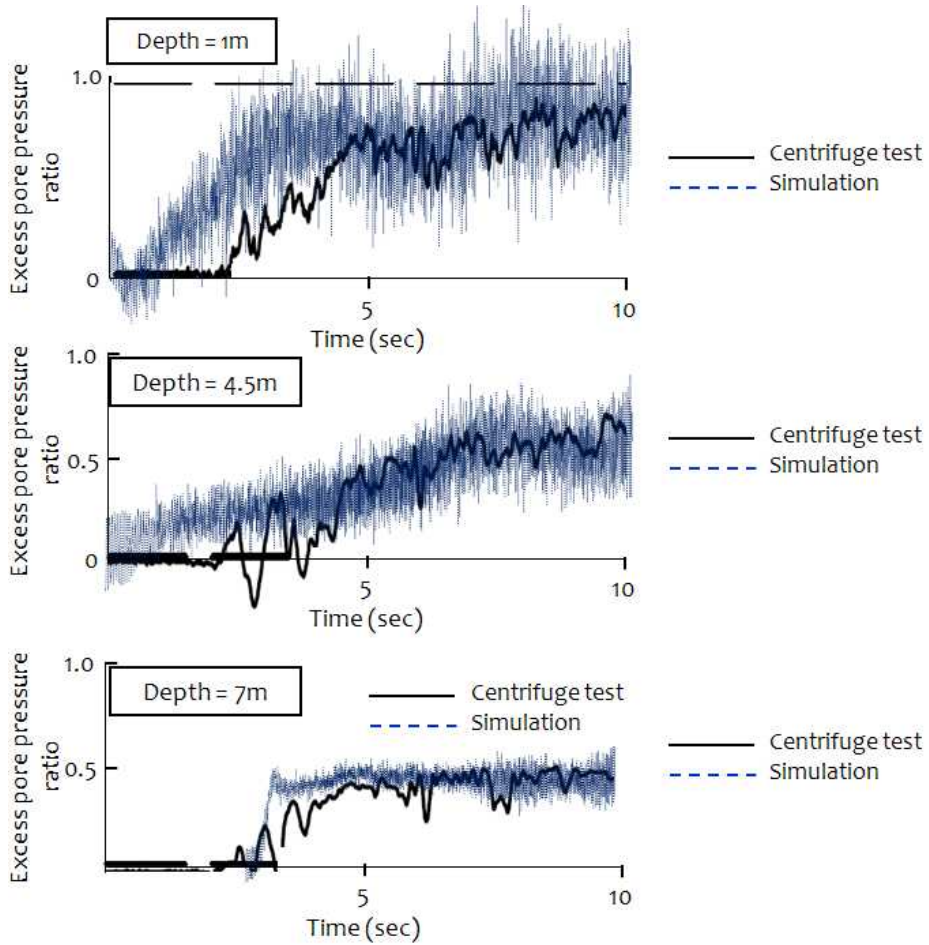 Depth = 1m
1.0
Excess pore pressure
ratio
0
5
10
Time (sec)
Centrifuge test
Simulation
1.0
Depth = 4.5m
0.5
Excess pore pressure
ratio
0
5
10
Time (sec)
Centrifuge test
Simulation
1.0
Depth = 7m
Centrifuge test
Simulation
0.5
Excess pore pressure
ratio
0
5
10
Time (sec)
Centrifuge test
Simulation